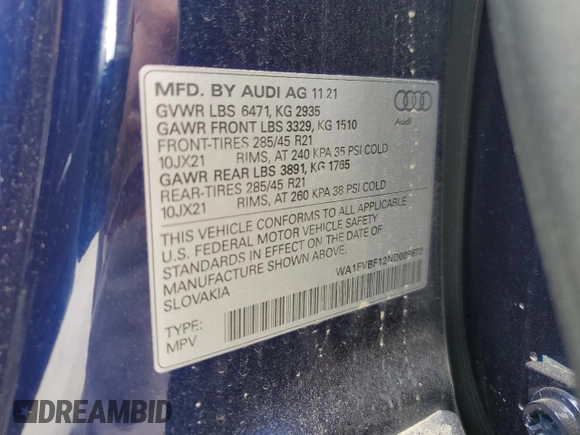 MFD. BY AUDI AG 11 21
GVWR LBS 6471, KG 2935
GAWR FRONT LBS 3329, KG 1510
FRONT-TIRES 285/45 R21
10JX21 RIMS, AT 240 KPA 35 PSI COLD
GAWR REAR LBS 3891, KG 1765
REAR-TIRES 285/45 R21
10JX21 RIMS, AT 260 KPA 38 PSI COLD
THIS VEHICLE CONFORMS TO ALL APPLICABLE
U.S. FEDERAL MOTOR VEHICLE SAFETY
STANDARDS IN EFFECT ON THE DATE OF
MANUFACTURE SHOWN ABOVE.
SLOVAKIA
Audi
WA1FVBF12ND009672
TYPE:
MPV
DREAMBID